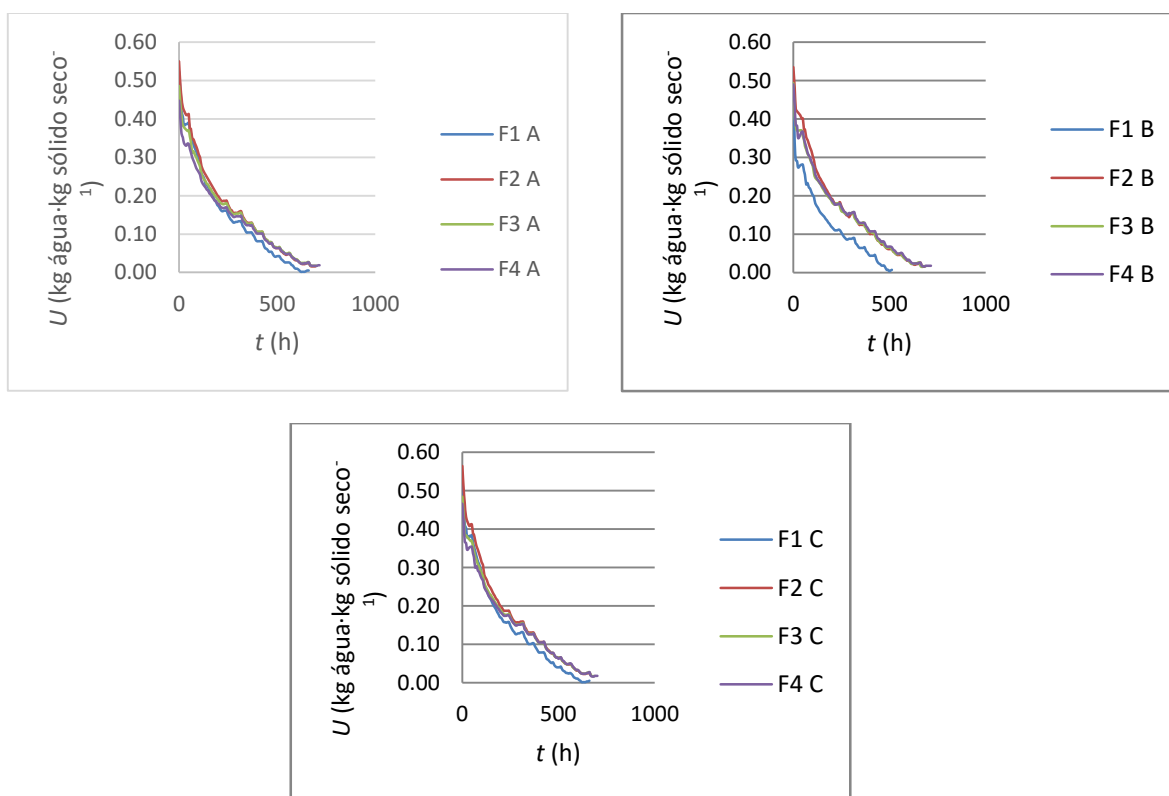 U (kg água·kg sólido seco-
1)
0.60
0.50
0.40
0.30
0.20
0.10
0.00
0
500
1000
t (h)
F1 A
F2 A
F3 A
F4 A
U (kg água·kg sólido seco-
1)
0.60
0.50
0.40
0.30
0.20
0.10
0.00
0
500
1000
t (h)
F1 B
F2 B
F3 B
F4 B
U (kg água·kg sólido seco-
1)
0.60
0.50
0.40
0.30
0.20
0.10
0.00
0
500
1000
t (h)
F1 C
F2 C
F3 C
F4 C